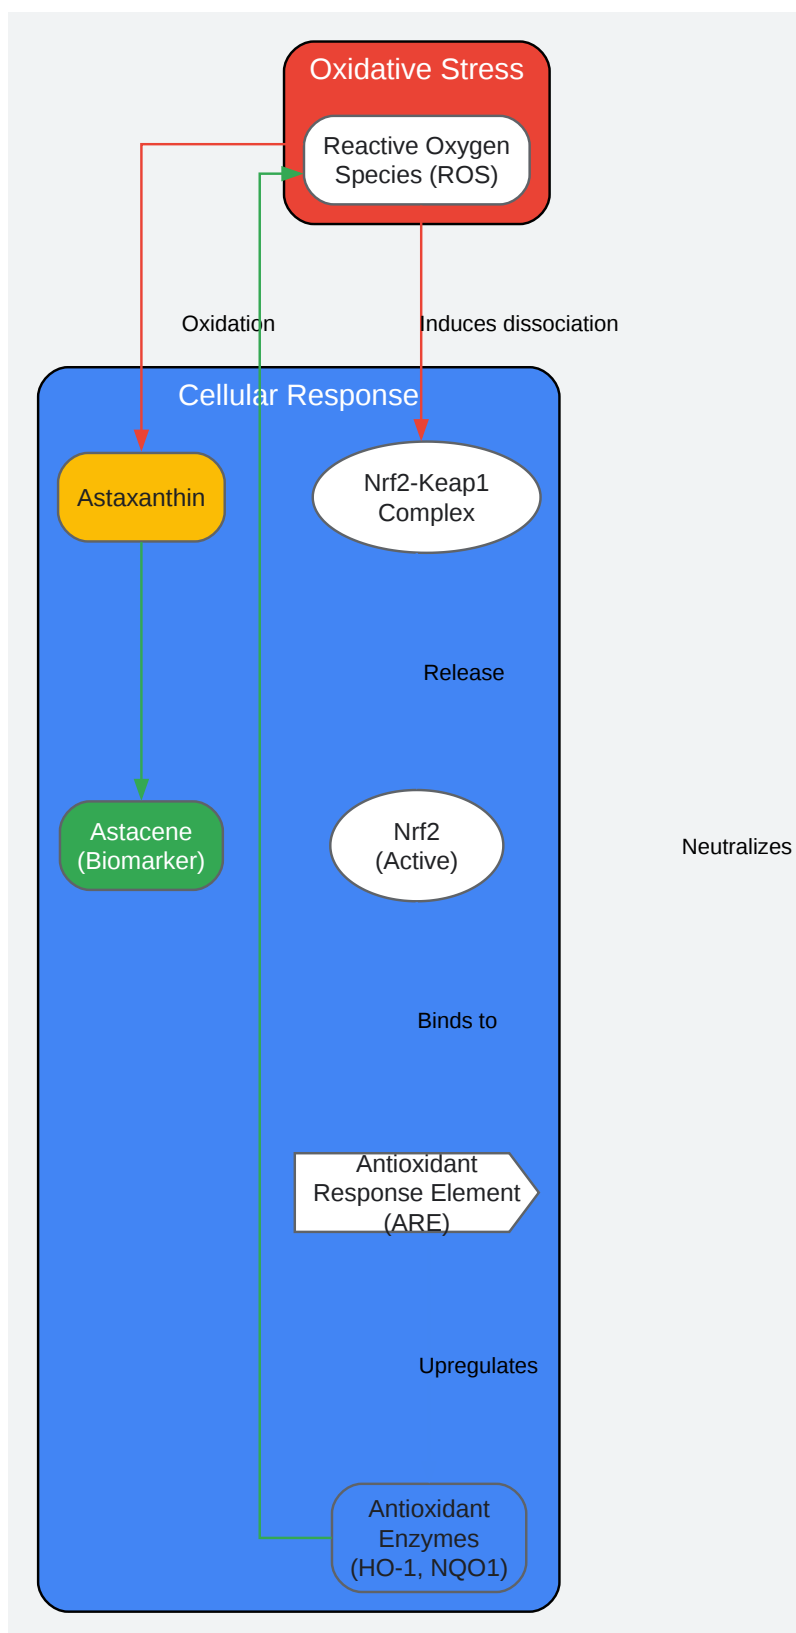 Oxidative Stress
Reactive Oxygen
Species (ROS)
Oxidation
Induces dissociation
Cellular Response
Astaxanthin
Nrf2-Keap1
Complex
Release
Astacene
(Biomarker)
Nrf2
(Active)
Neutralizes
Binds to
Antioxidant
Response Element
(ARE)
Upregulates
Antioxidant
Enzymes
(HO-1, NQO1)